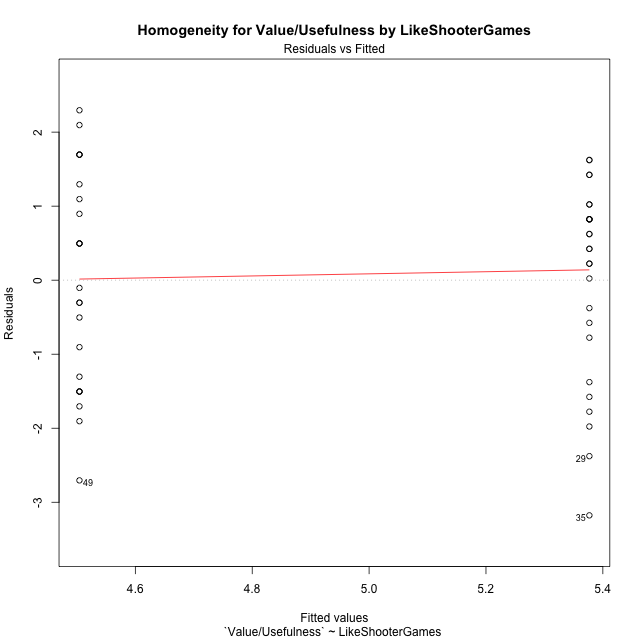 Homogeneity for Value/Usefulness by LikeShooterGames
Residuals vs Fitted
Residuals
2
1
0
-1
-2
-3
49
29
35
4.6 4.8 5.0 5.2 5.4
Fitted values
`Value/Usefulness` ~ LikeShooterGames